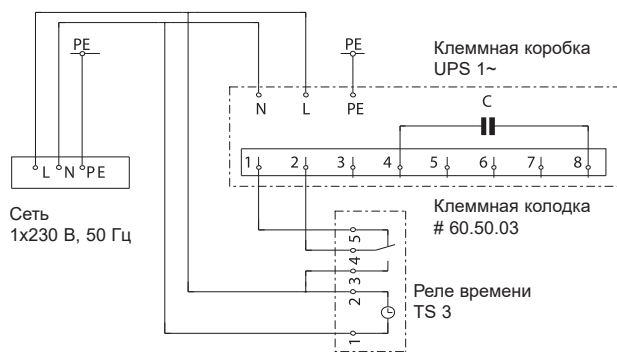 PE
PE
Клеммная коробка
UPS 1~
N L PE
C
1 2 3 4 5 6 7 8
L N PE
Сеть
1x230 В, 50 Гц
Клеммная колодка
# 60.50.03
5
4
3
2
1
Реле времени
TS 3